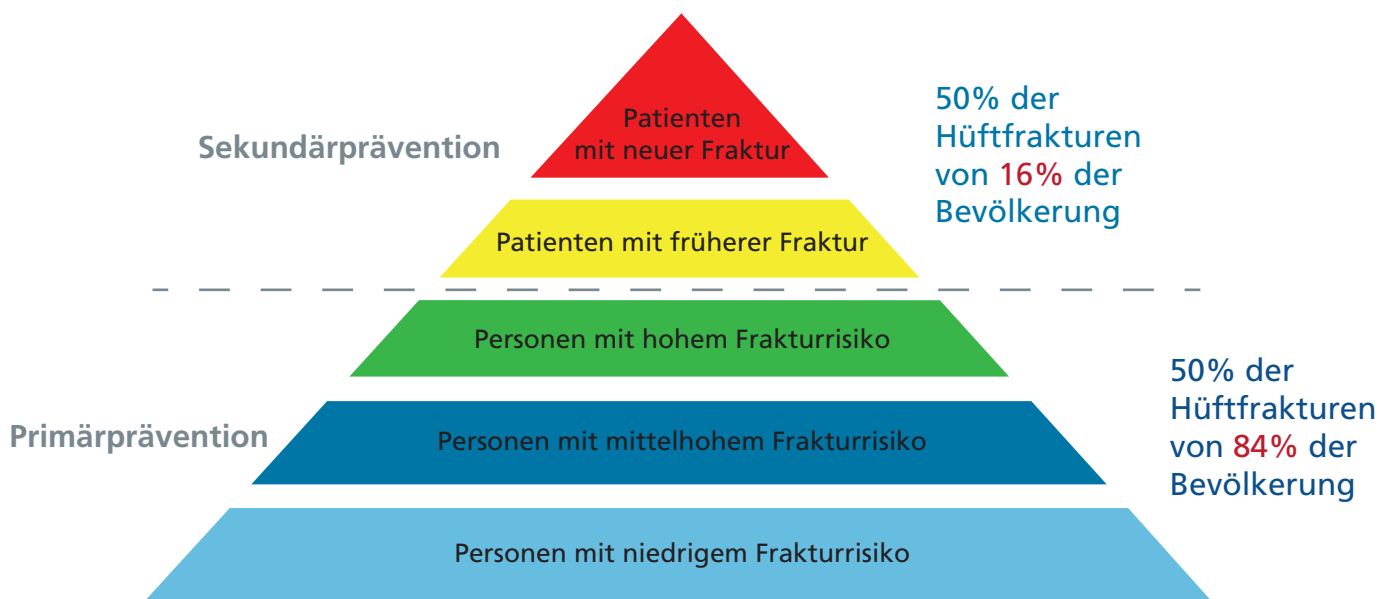 Sekundärprävention
Patienten
mit neuer Fraktur
50% der
Hüftfrakturen
von 16% der
Bevölkerung
Patienten mit früherer Fraktur
Personen mit hohem Frakturrisiko
Primärprävention
Personen mit mittelhohem Frakturrisiko
50% der
Hüftfrakturen
von 84% der
Bevölkerung
Personen mit niedrigem Frakturrisiko